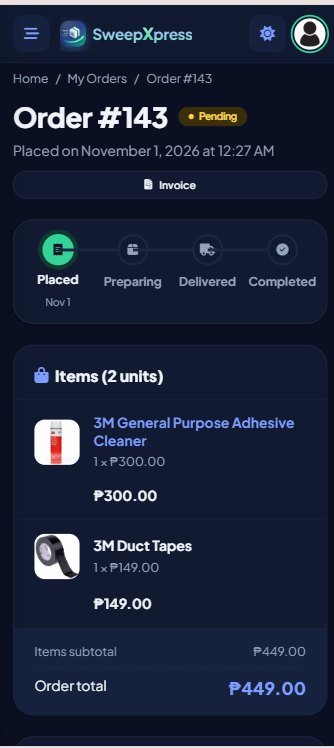 SweepXpress
Home / My Orders / Order #143
Order #143
Pending
Placed on November 1, 2026 at 12:27 AM
Invoice
Placed
Preparing
Delivered
Completed
Nov 1
Items (2 units)
3M General Purpose Adhesive
Cleaner
1 × ₱300.00
₱300.00
3M Duct Tapes
1 × ₱149.00
₱149.00
Items subtotal
₱449.00
Order total
₱449.00